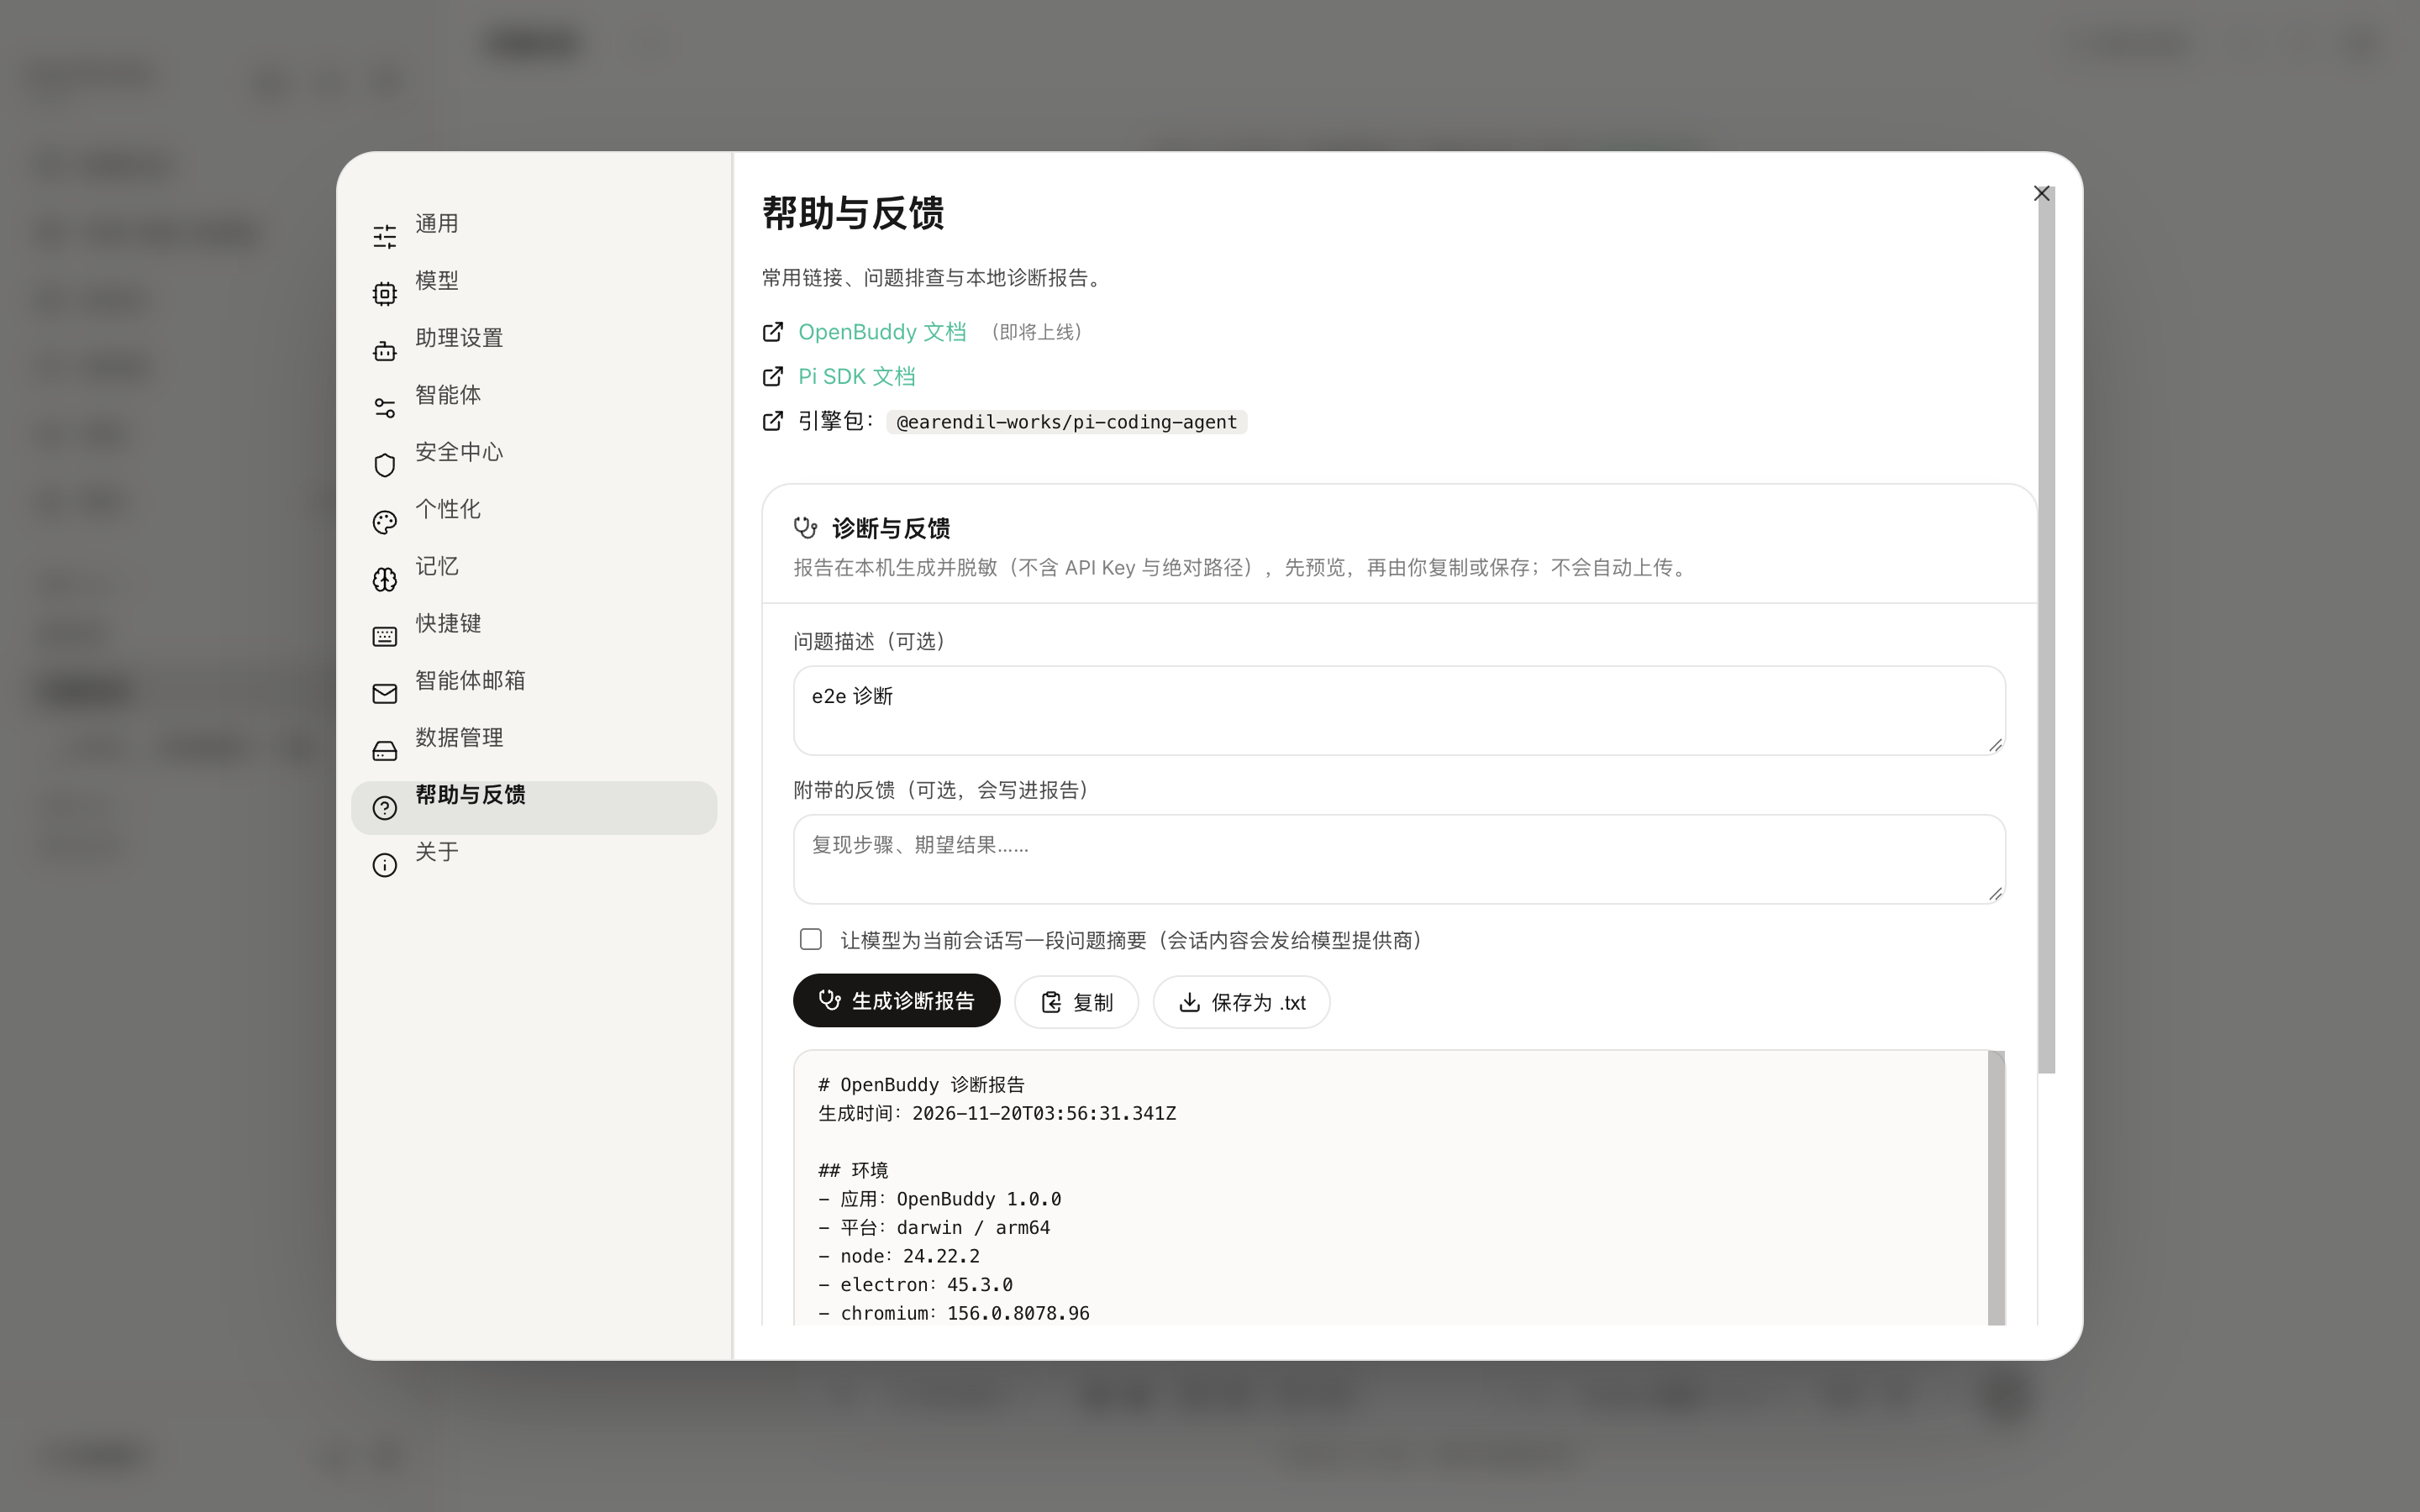 通用
模型
助理设置
智能体
安全中心
个性化
记忆
快捷键
智能体邮箱
数据管理
帮助与反馈
关于
帮助与反馈
常用链接、问题排查与本地诊断报告。
OpenBuddy 文档 （即将上线）
Pi SDK 文档
引擎包： @earendil-works/pi-coding-agent
诊断与反馈
报告在本机生成并脱敏（不含 API Key 与绝对路径），先预览，再由你复制或保存；不会自动上传。
问题描述（可选）
e2e 诊断
附带的反馈（可选，会写进报告）
复现步骤、期望结果……
让模型为当前会话写一段问题摘要（会话内容会发给模型提供商）
生成诊断报告 复制 保存为 .txt
# OpenBuddy 诊断报告
生成时间：2026-11-20T03:56:31.341Z
## 环境
- 应用：OpenBuddy 1.0.0
- 平台：darwin / arm64
- node：24.22.2
- electron：45.3.0
- chromium：156.0.8078.96